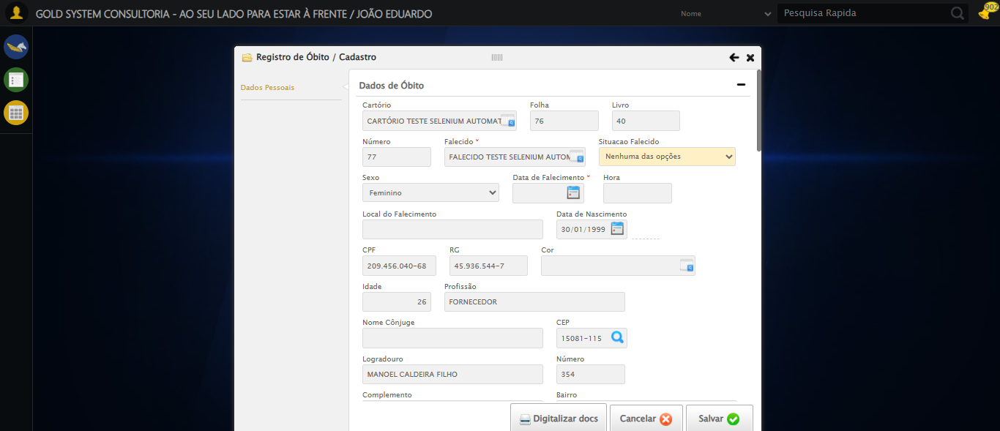 GOLD SYSTEM CONSULTORIA - AO SEU LADO PARA ESTAR À FRENTE / JOÃO EDUARDO
Nome
Pesquisa Rapida
902
Registro de Óbito / Cadastro
Dados Pessoais
Dados de Óbito
Cartório Folha Livro
CARTÓRIO TESTE SELENIUM AUTOMAT 76 40
Número Falecido * Situacao Falecido
77 FALECIDO TESTE SELENIUM AUTOM Nenhuma das opções
Sexo Data de Falecimento * Hora
Feminino
Local do Falecimento Data de Nascimento
30/01/1999
CPF RG Cor
209.456.040-68 45.936.544-7
Idade Profissão
26 FORNECEDOR
Nome Cônjuge CEP
15081-115
Logradouro Número
MANOEL CALDEIRA FILHO 354
Complemento Bairro
Digitalizar docs Cancelar Salvar